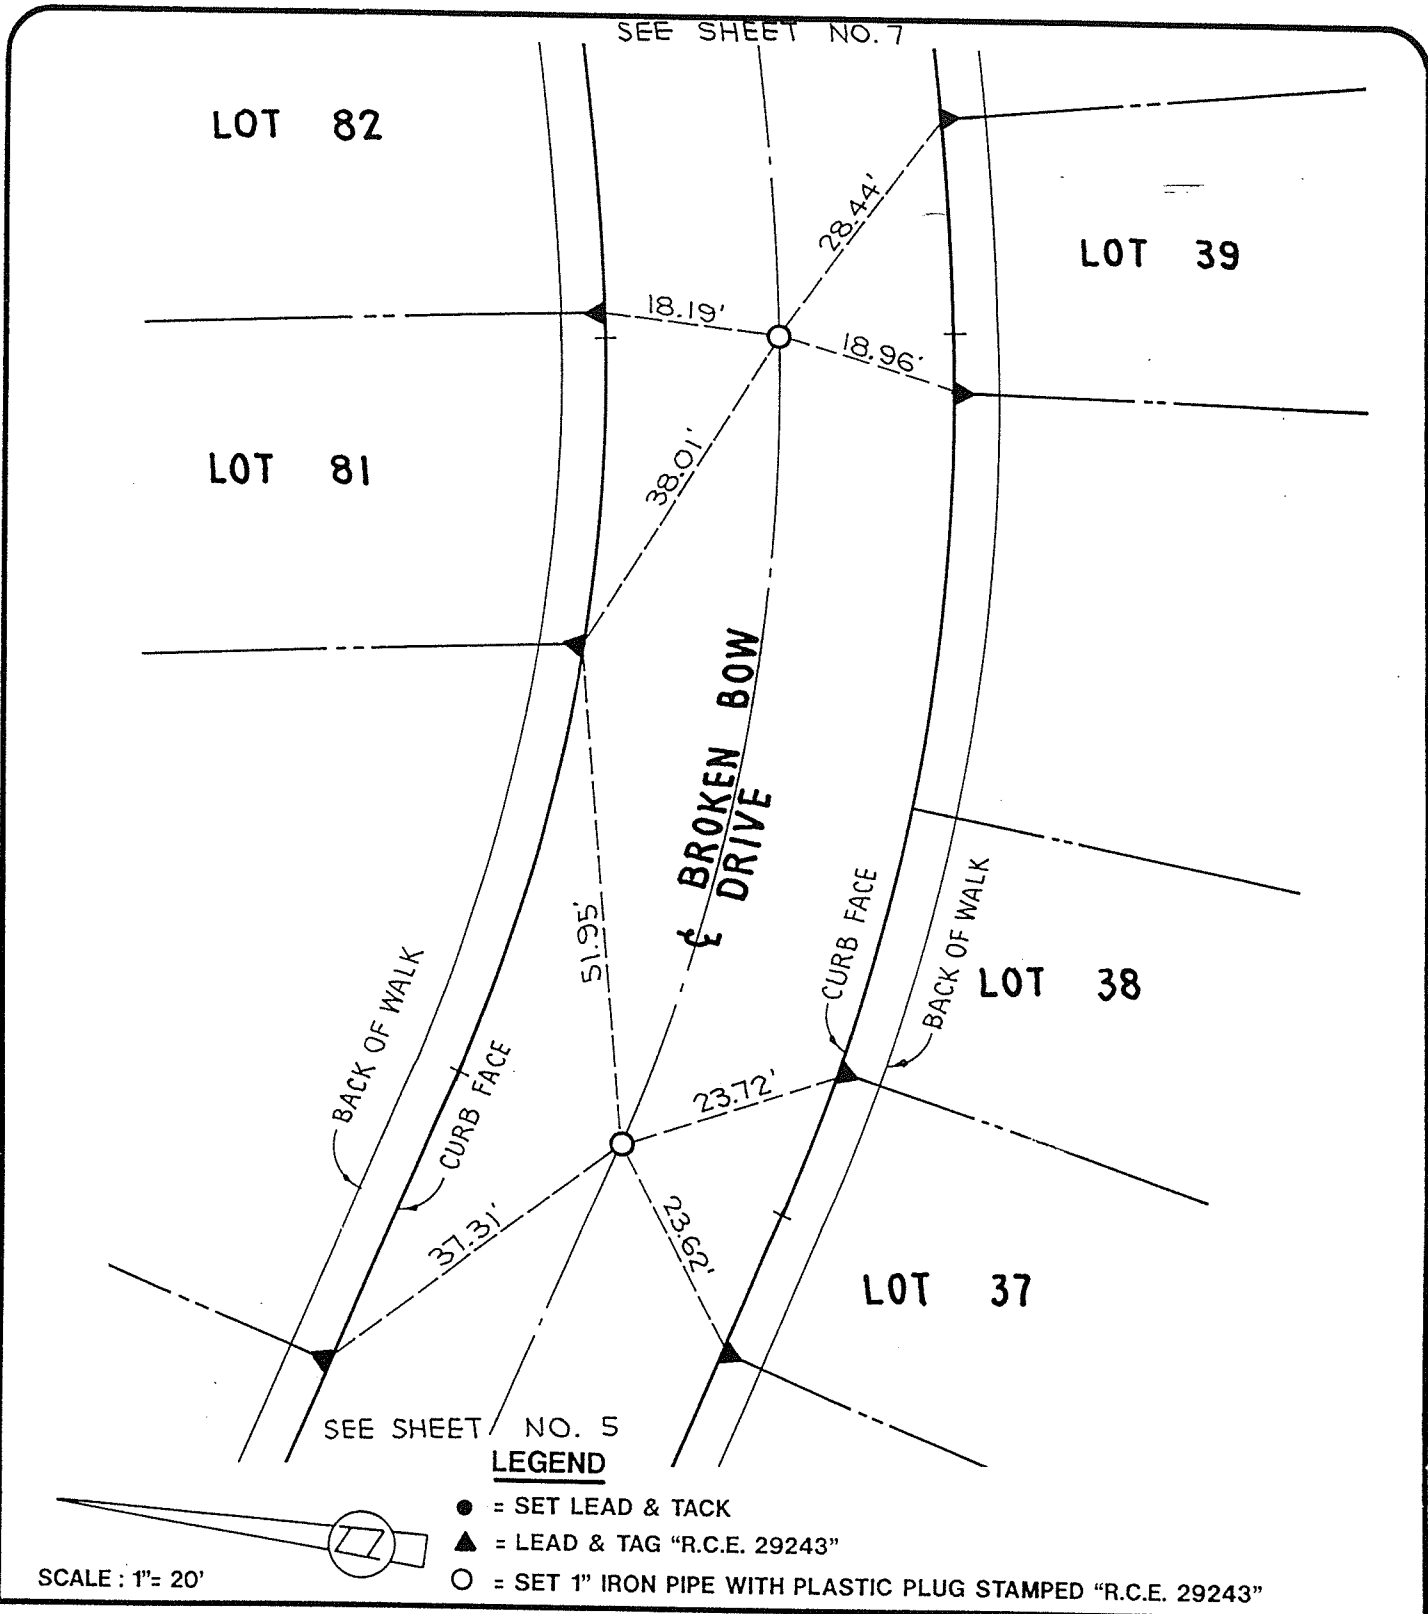 SEE SHEET NO. 7
LOT 82
28.44'
LOT 39
18.19'
18.96'
38.01'
LOT 81
℄ BROKEN BOW
DRIVE
51.95'
CURB FACE
BACK OF WALK
LOT 38
BACK OF WALK
CURB FACE
23.72'
37.31'
23.62'
LOT 37
SEE SHEET NO. 5
LEGEND
● = SET LEAD & TACK
▲ = LEAD & TAG “R.C.E. 29243”
○ = SET 1” IRON PIPE WITH PLASTIC PLUG STAMPED “R.C.E. 29243”
SCALE : 1”= 20'